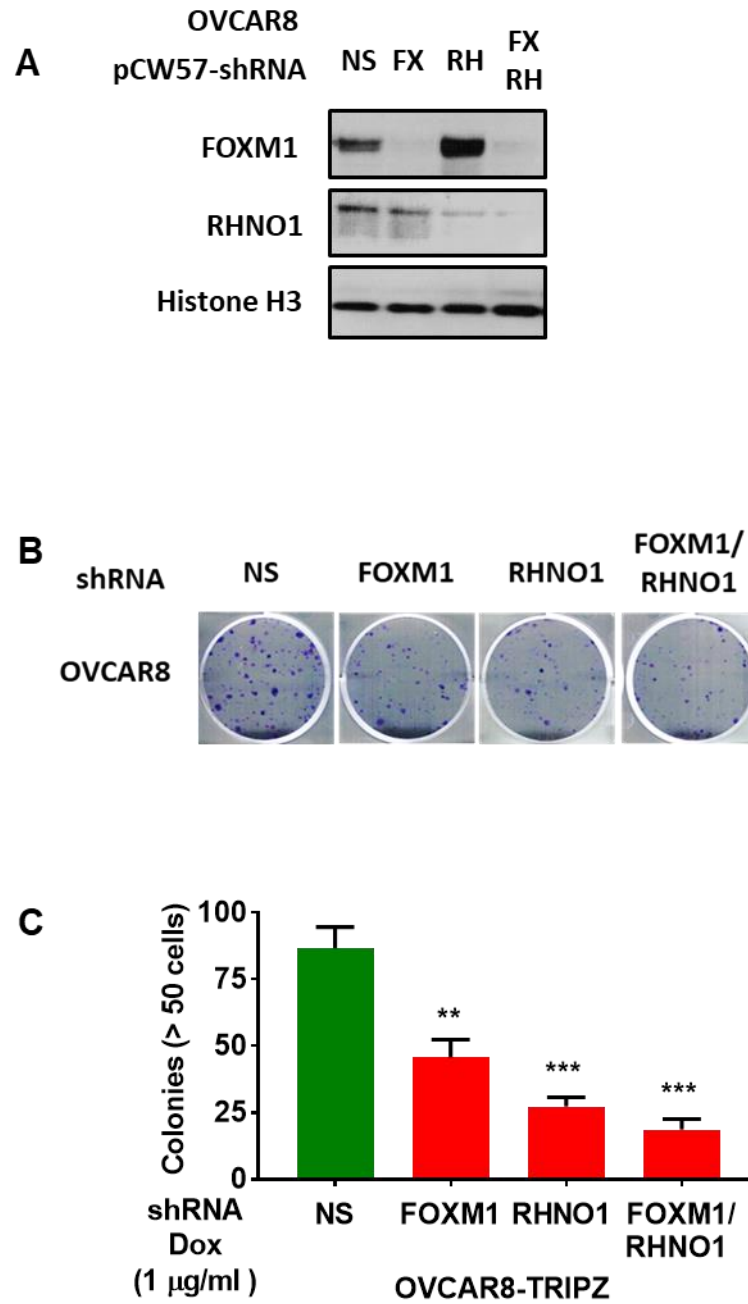 A
OVCAR8
pCW57-shRNA
NS FX RH FX
RH
FOXM1
RHNO1
Histone H3
B
shRNA NS FOXM1 RHNO1 FOXM1/
RHNO1
OVCAR8
C
Colonies (> 50 cells)
100
75
50
25
0
**
***
***
shRNA NS FOXM1 RHNO1 FOXM1/
RHNO1
Dox
(1 μg/ml )
OVCAR8-TRIPZ